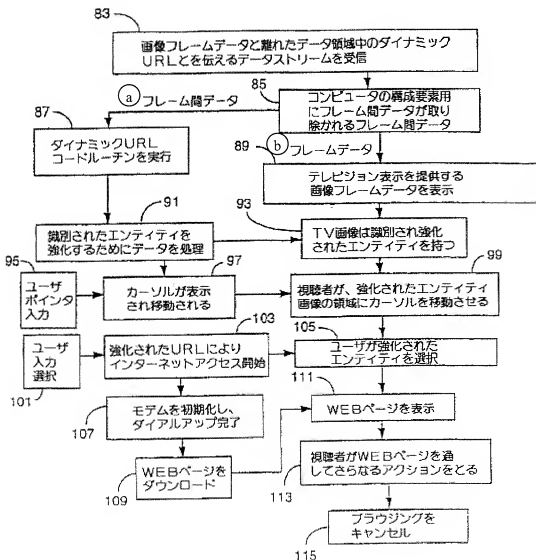 83
画像フレームデータと離れたデータ領域中のダイナミック
URLとを伝えるデータストリームを受信
ⓐ フレーム間データ
85
コンピュータの構成要素用
にフレーム間データが取り
除かれるフレーム間データ
87
ダイナミックURL
コードルーチンを実行
ⓑ フレームデータ
89
テレビジョン表示を提供する
画像フレームデータを表示
91
識別されたエンティティを
強化するためにデータを処理
93
TV画像は識別され強化
されたエンティティを持つ
95
ユーザ
ポインタ
入力
97
カーソルが表示
され移動される
99
視聴者が、強化されたエンティティ
画像の領域にカーソルを移動させる
101
ユーザ
入力
選択
103
強化されたURLにより
インターネットアクセス開始
105
ユーザが強化された
エンティティを選択
107
モデムを初期化し、
ダイアルアップ完了
109
WEBページを
ダウンロード
111
WEBページを表示
113
視聴者がWEBページを通
してさらなるアクションをとる
115
ブラウジングを
キャンセル